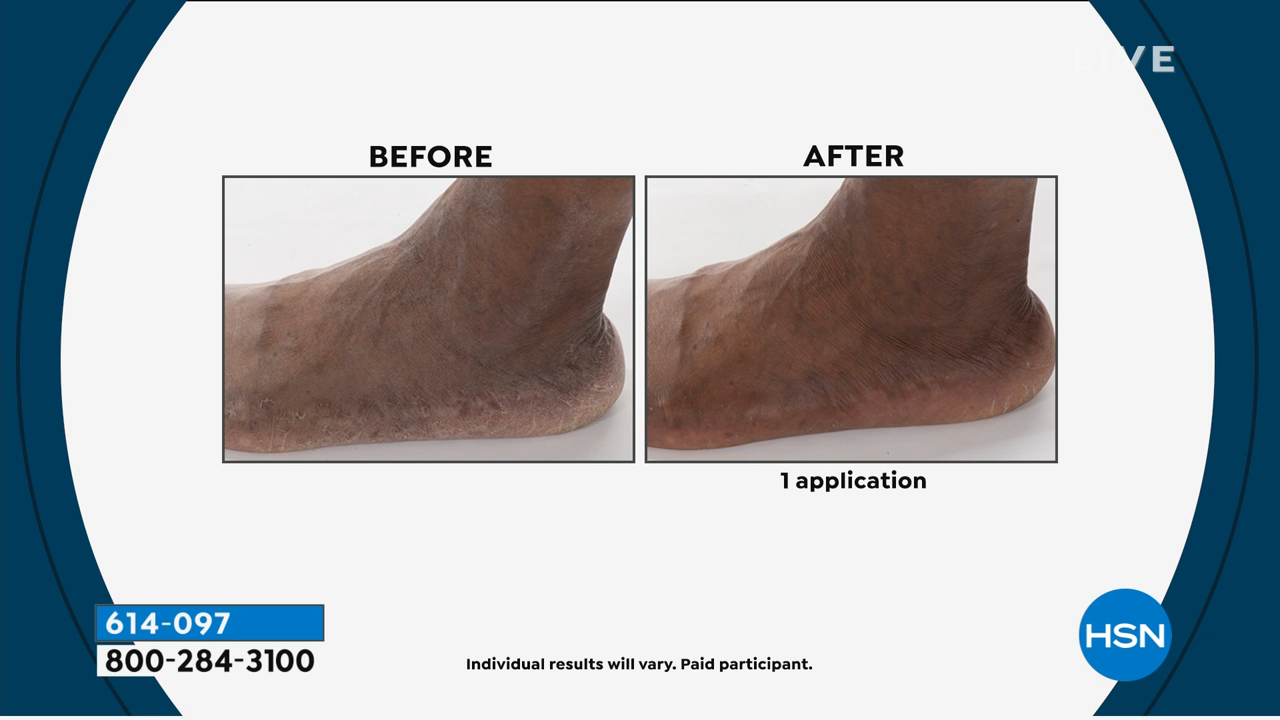 LIVE
BEFORE
AFTER
1 application
614-097
800-284-3100
Individual results will vary. Paid participant.
HSN